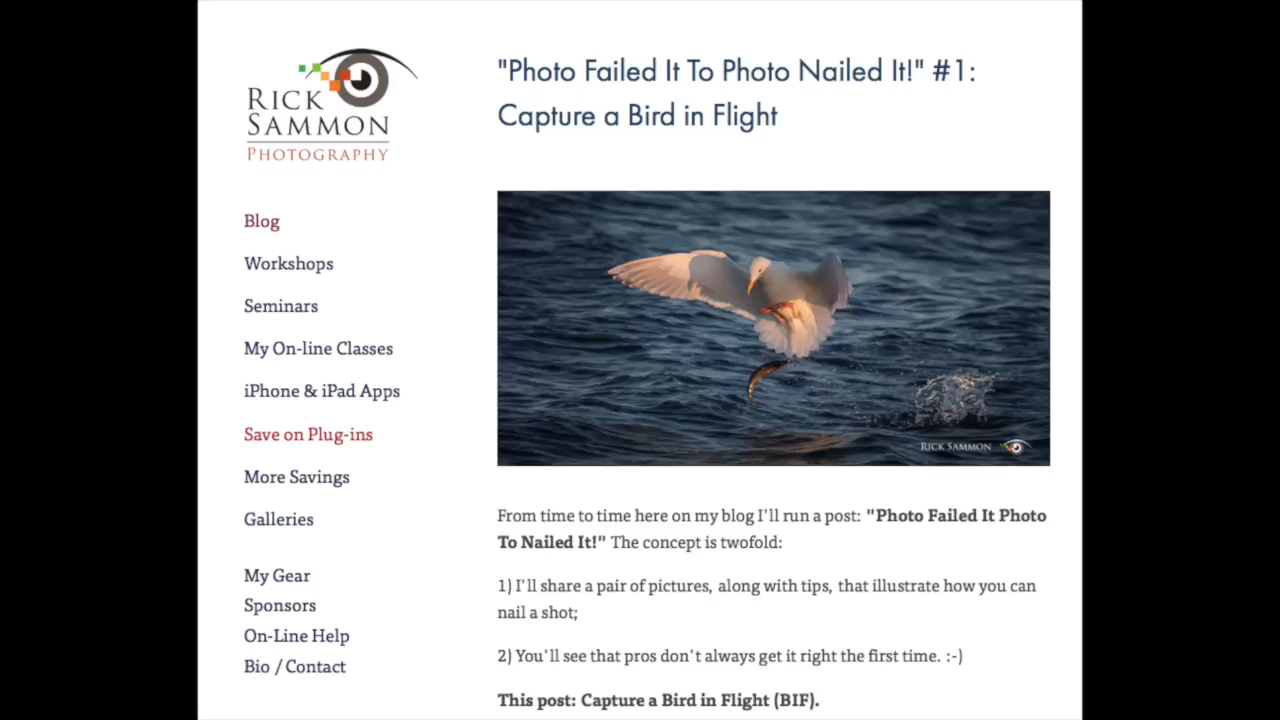 RICK
SAMMON
PHOTOGRAPHY
Blog
Workshops
Seminars
My On-line Classes
iPhone & iPad Apps
Save on Plug-ins
More Savings
Galleries
My Gear
Sponsors
On-Line Help
Bio / Contact
"Photo Failed It To Photo Nailed It!" #1:
Capture a Bird in Flight
RICK SAMMON
From time to time here on my blog I'll run a post: "Photo Failed It Photo
To Nailed It!" The concept is twofold:
1) I'll share a pair of pictures, along with tips, that illustrate how you can
nail a shot;
2) You'll see that pros don't always get it right the first time. :-)
This post: Capture a Bird in Flight (BIF).